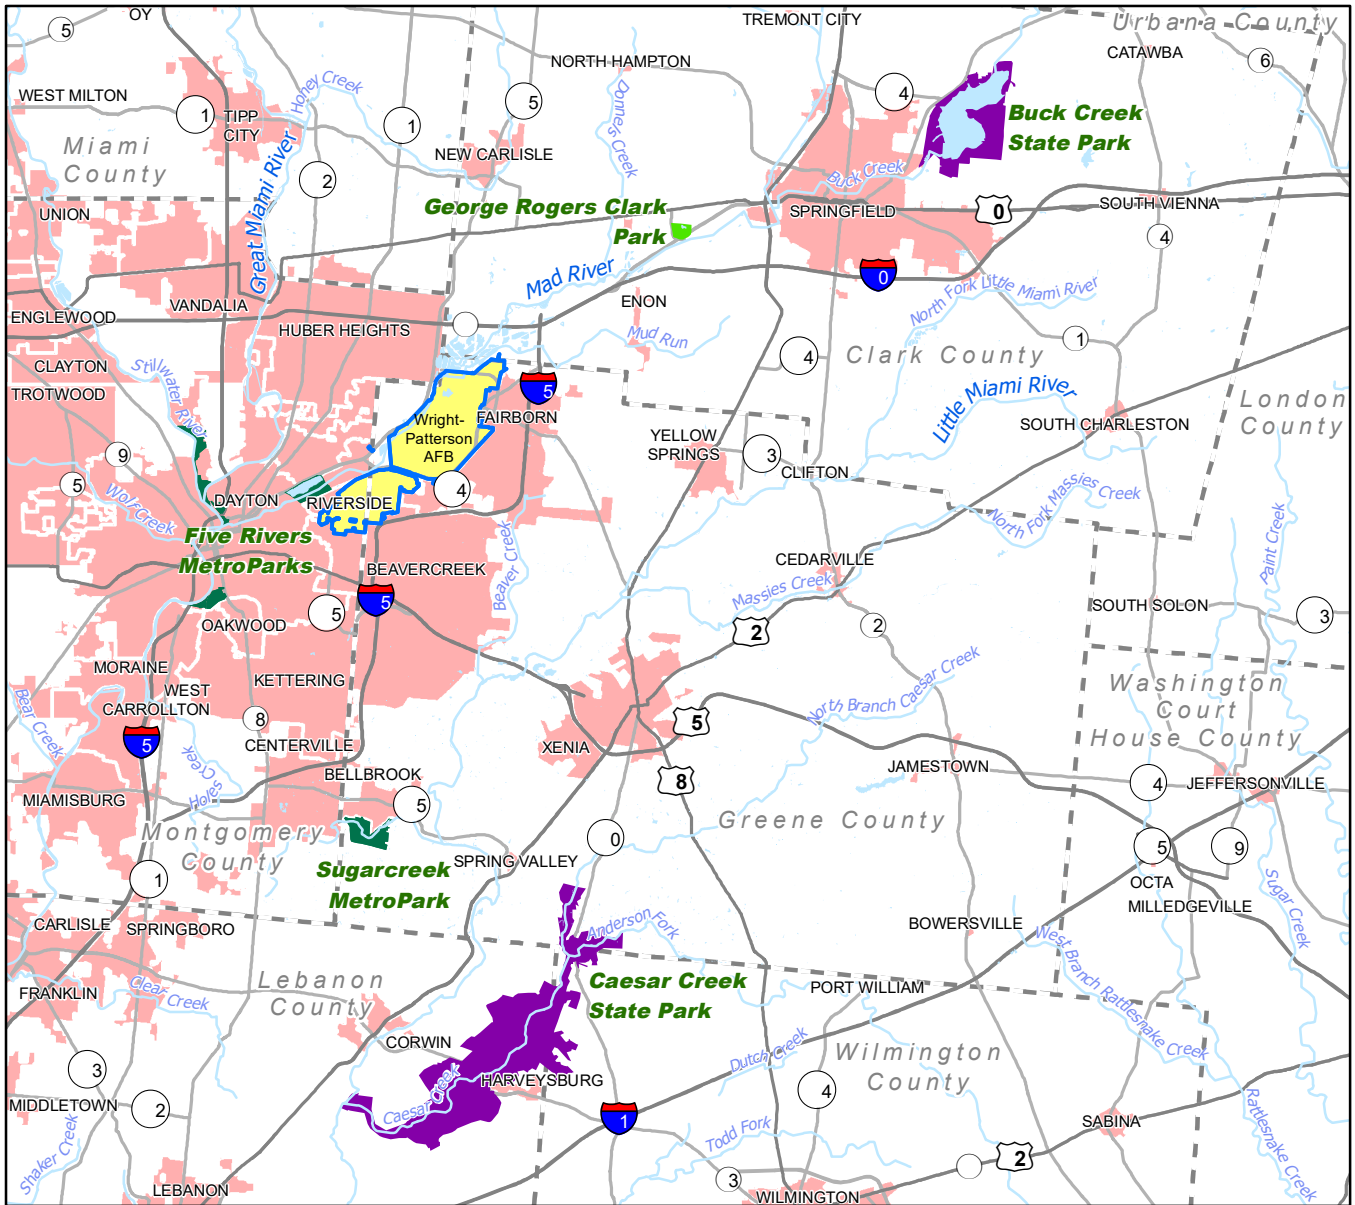 OY
TREMONT CITY
Urbana County
5
NORTH HAMPTON
CATAWBA
6
WEST MILTON
1
TIPP
CITY
Honey Creek
5
1
Donnels Creek
4
Buck Creek
State Park
Miami
County
NEW CARLISLE
2
Buck Creek
George Rogers Clark
Park
UNION
Great Miami River
SPRINGFIELD
0
SOUTH VIENNA
4
Mad River
0
North Fork Little Miami River
ENGLEWOOD
VANDALIA
HUBER HEIGHTS
ENON
Mud Run
1
4
Clark County
CLAYTON
TROTWOOD
Stillwater River
5
Wright-
Patterson
AFB
FAIRBORN
Little Miami River
London
County
SOUTH CHARLESTON
YELLOW
SPRINGS
3
CLIFTON
9
5
Wolf Creek
DAYTON
RIVERSIDE
4
North Fork Massies Creek
Paint Creek
Five Rivers
MetroParks
BEAVERCREEK
Beaver Creek
CEDARVILLE
Massies Creek
5
5
OAKWOOD
2
2
SOUTH SOLON
3
MORAINE
WEST
CARROLLTON
KETTERING
Bear Creek
8
5
CENTERVILLE
Holes Creek
XENIA
5
North Branch Caesar Creek
Washington
Court
House County
JAMESTOWN
4
JEFFERSONVILLE
BELLBROOK
5
8
MIAMISBURG
Montgomery
County
0
Greene County
5
9
Sugarcreek
MetroPark
SPRING VALLEY
1
OCTA
MILLEDGEVILLE
Sugar Creek
CARLISLE
SPRINGBORO
Anderson Fork
BOWERSVILLE
West Branch Rattlesnake Creek
FRANKLIN
Clear Creek
Lebanon
County
Caesar Creek
State Park
PORT WILLIAM
CORWIN
Dutch Creek
Wilmington
County
3
HARVEYSBURG
Caesar Creek
4
MIDDLETOWN
2
1
Todd Fork
SABINA
Rattlesnake Creek
Shaker Creek
2
LEBANON
3
WILMINGTON